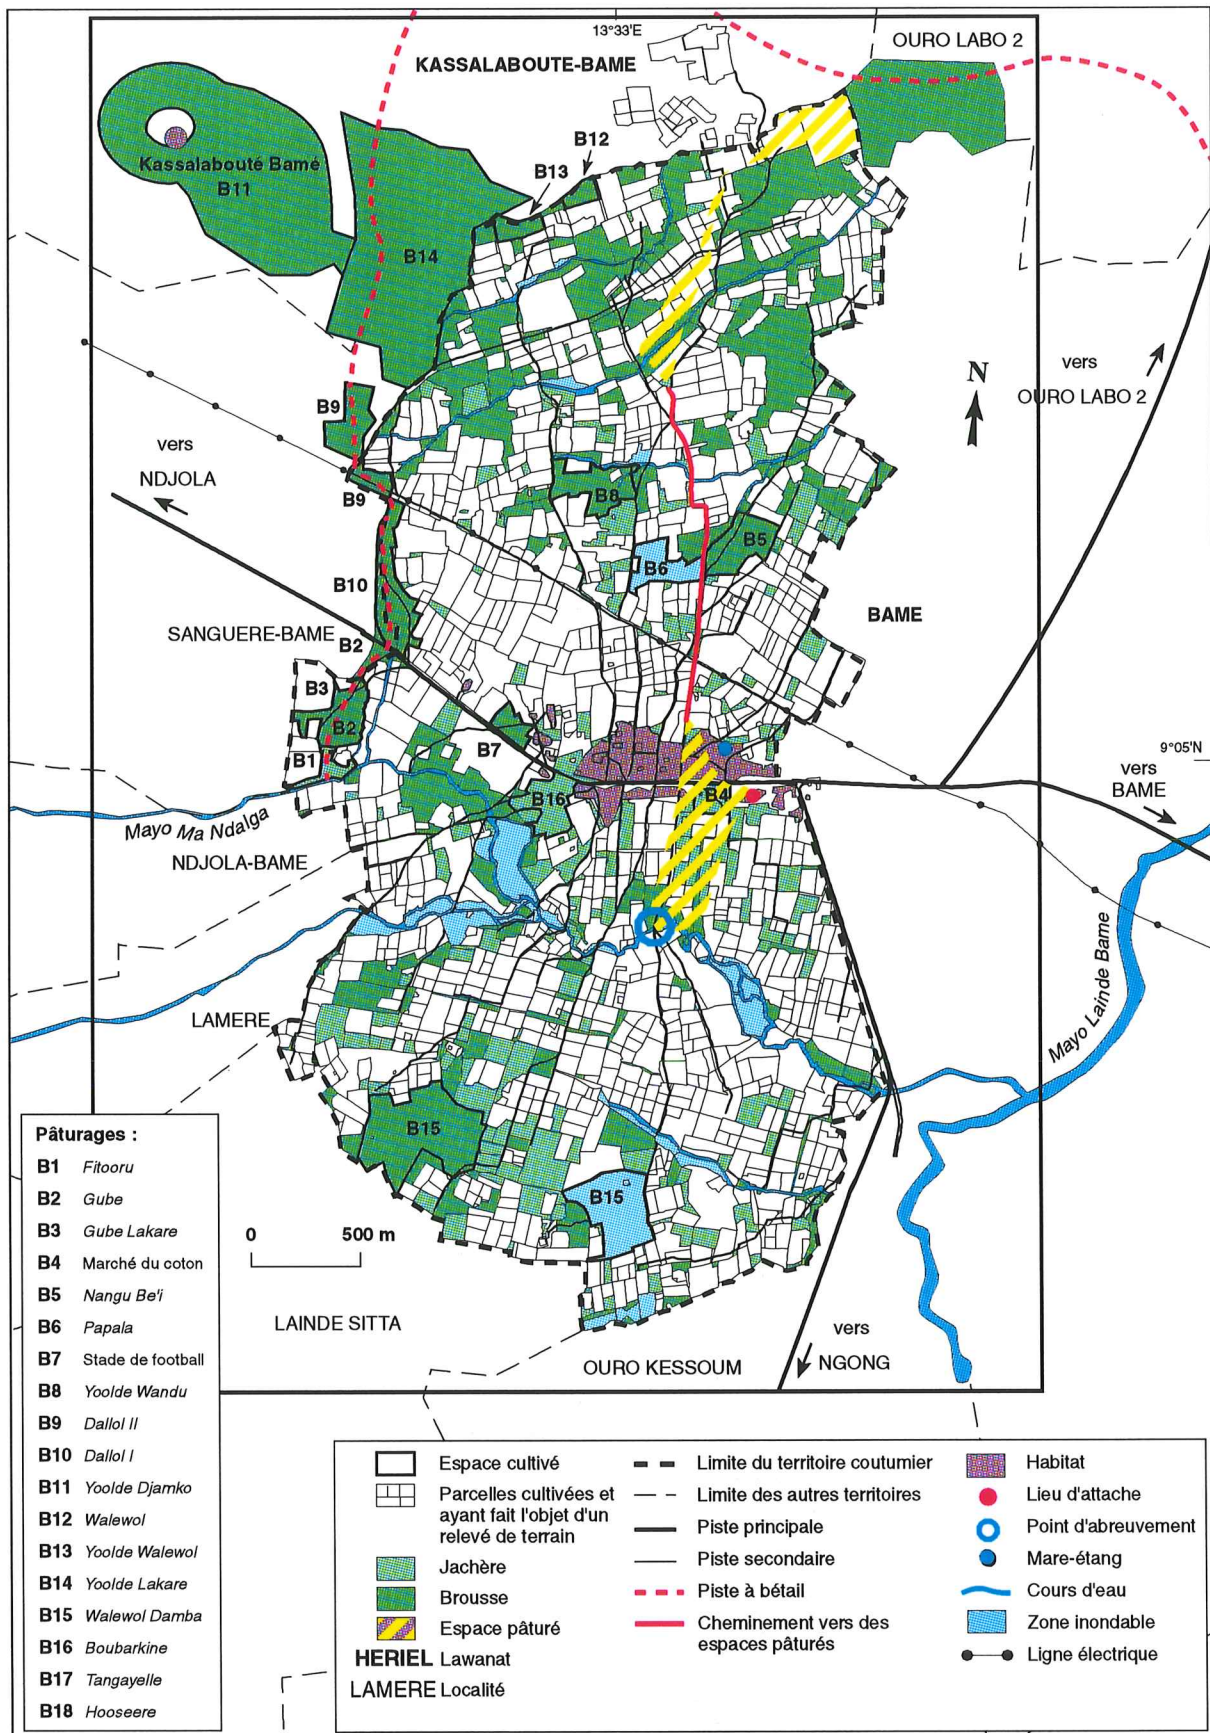 13°33'E
OURO LABO 2
KASSALABOUTE-BAME
B12
B13
Kassalabouté Bamé
B11
B14
N
vers
OURO LABO 2
B9
vers
NDJOLA
B9
B8
B5
B6
B10
BAME
SANGUERE-BAME
B2
B3
B2
B1
B7
9°05'N
vers
BAME
B16
B4
Mayo Ma Ndalga
NDJOLA-BAME
Mayo Lainde Bame
LAMERE
B15
B15
0 500 m
LAINDE SITTA
OURO KESSOUM
vers
NGONG
Pâturages :
B1 Fitooru
B2 Gube
B3 Gube Lakare
B4 Marché du coton
B5 Nangu Be'i
B6 Papala
B7 Stade de football
B8 Yoolde Wandu
B9 Dallol II
B10 Dallol I
B11 Yoolde Djamko
B12 Walewol
B13 Yoolde Walewol
B14 Yoolde Lakare
B15 Walewol Damba
B16 Boubarkine
B17 Tangayelle
B18 Hooseere
Espace cultivé
Parcelles cultivées et
ayant fait l'objet d'un
relevé de terrain
Jachère
Brousse
Espace pâturé
HERIEL Lawanat
LAMERE Localité
Limite du territoire coutumier
Limite des autres territoires
Piste principale
Piste secondaire
Piste à bétail
Cheminement vers des
espaces pâturés
Habitat
Lieu d'attache
Point d'abreuvement
Mare-étang
Cours d'eau
Zone inondable
Ligne électrique